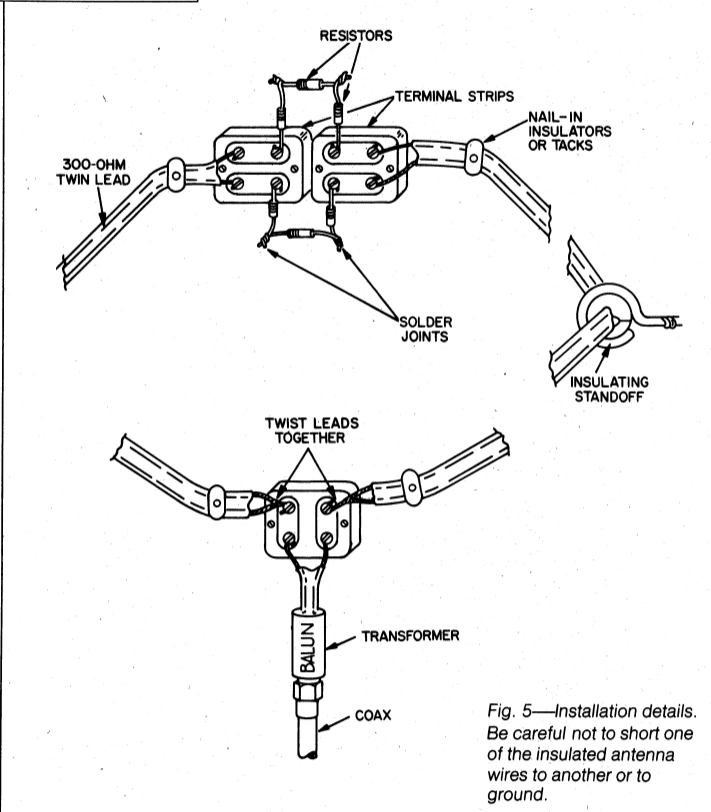 RESISTORS
TERMINAL STRIPS
NAIL-IN
INSULATORS
OR TACKS
300-OHM
TWIN LEAD
SOLDER
JOINTS
INSULATING
STANDOFF
TWIST LEADS
TOGETHER
BALUN
TRANSFORMER
COAX
Fig. 5—Installation details.
Be careful not to short one
of the insulated antenna
wires to another or to
ground.